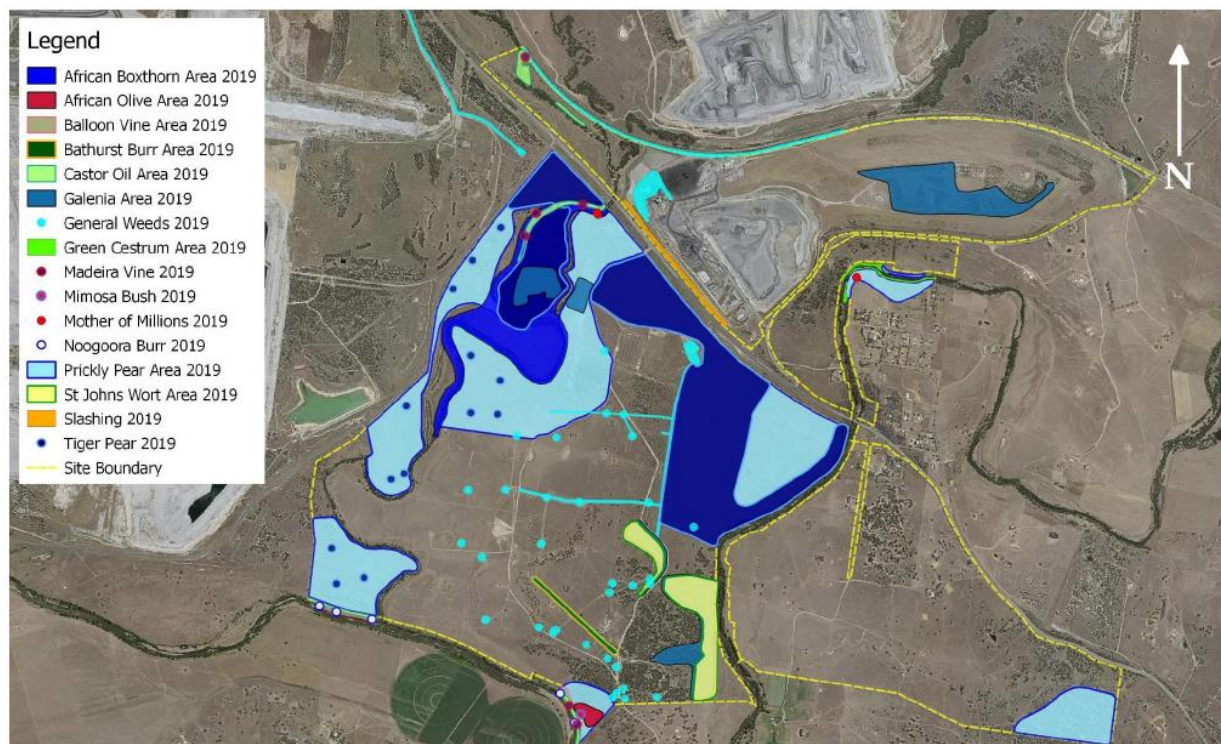 Legend
African Boxthorn Area 2019
African Olive Area 2019
Balloon Vine Area 2019
Bathurst Burr Area 2019
Castor Oil Area 2019
Galenia Area 2019
General Weeds 2019
Green Cestrum Area 2019
Madeira Vine 2019
Mimosa Bush 2019
Mother of Millions 2019
Noogoora Burr 2019
Prickly Pear Area 2019
St Johns Wort Area 2019
Slashing 2019
Tiger Pear 2019
Site Boundary
N